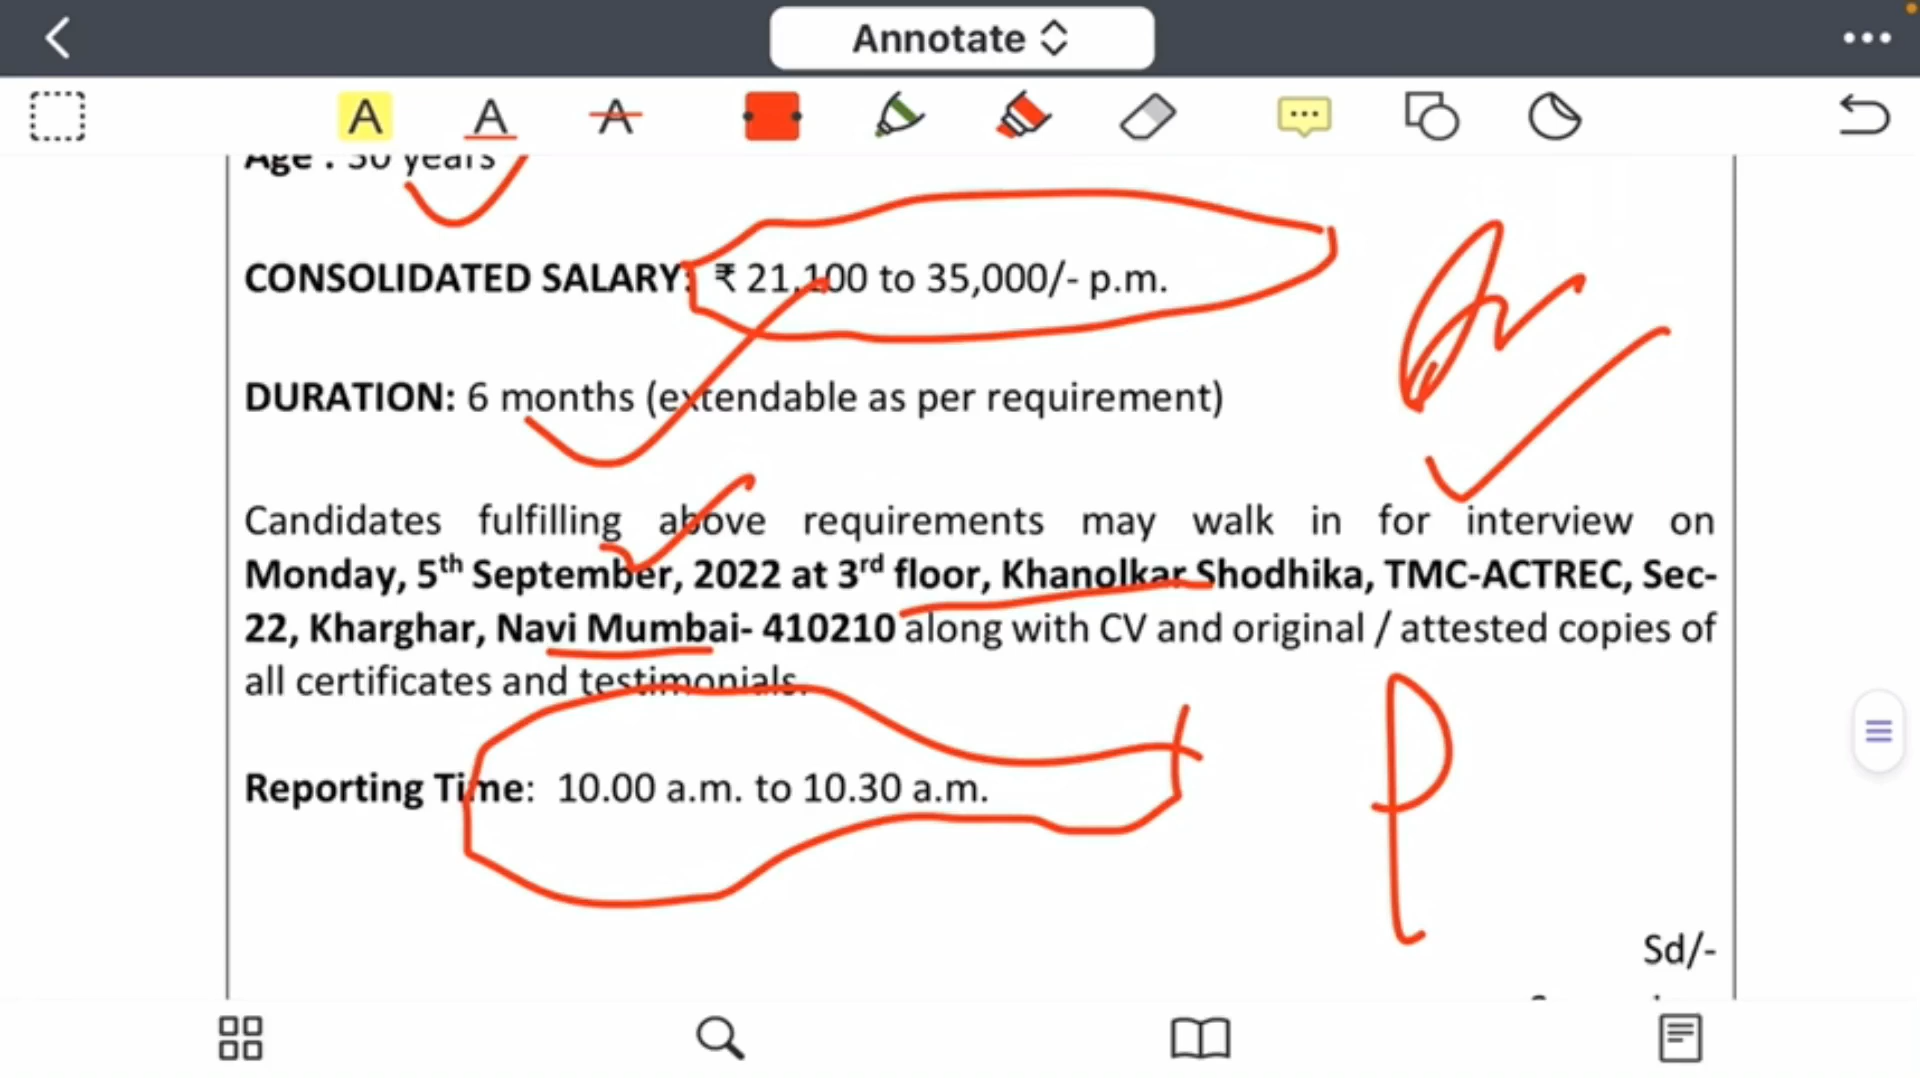 Annotate
Age : 30 years
CONSOLIDATED SALARY: ₹ 21,100 to 35,000/- p.m.
DURATION: 6 months (extendable as per requirement)
Candidates fulfilling above requirements may walk in for interview on
Monday, 5th September, 2022 at 3rd floor, Khanolkar Shodhika, TMC-ACTREC, Sec-
22, Kharghar, Navi Mumbai- 410210 along with CV and original / attested copies of
all certificates and testimonials.
Reporting Time: 10.00 a.m. to 10.30 a.m.
P
Sd/-